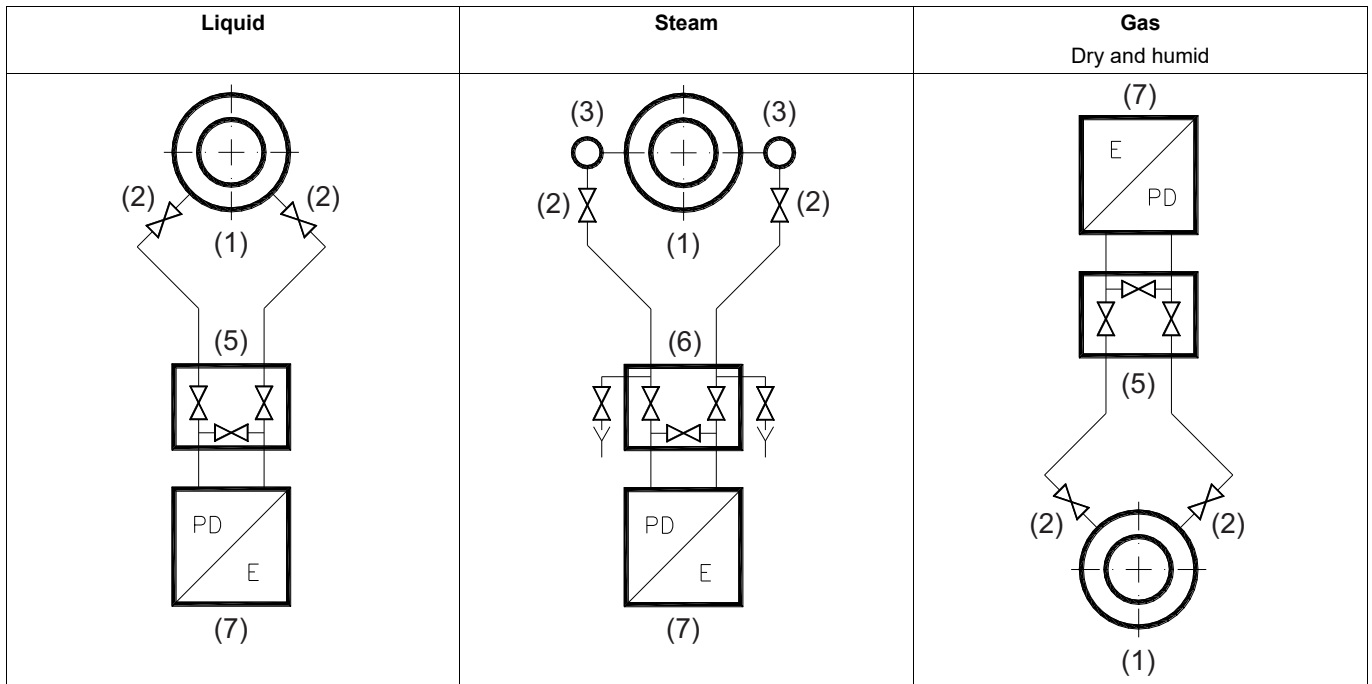 Liquid
Steam
Gas
Dry and humid
(2)
(2)
(1)
(5)
PD
E
(7)
(3)
(3)
(2)
(2)
(1)
(6)
PD
E
(7)
(7)
E
PD
(5)
(2)
(2)
(1)